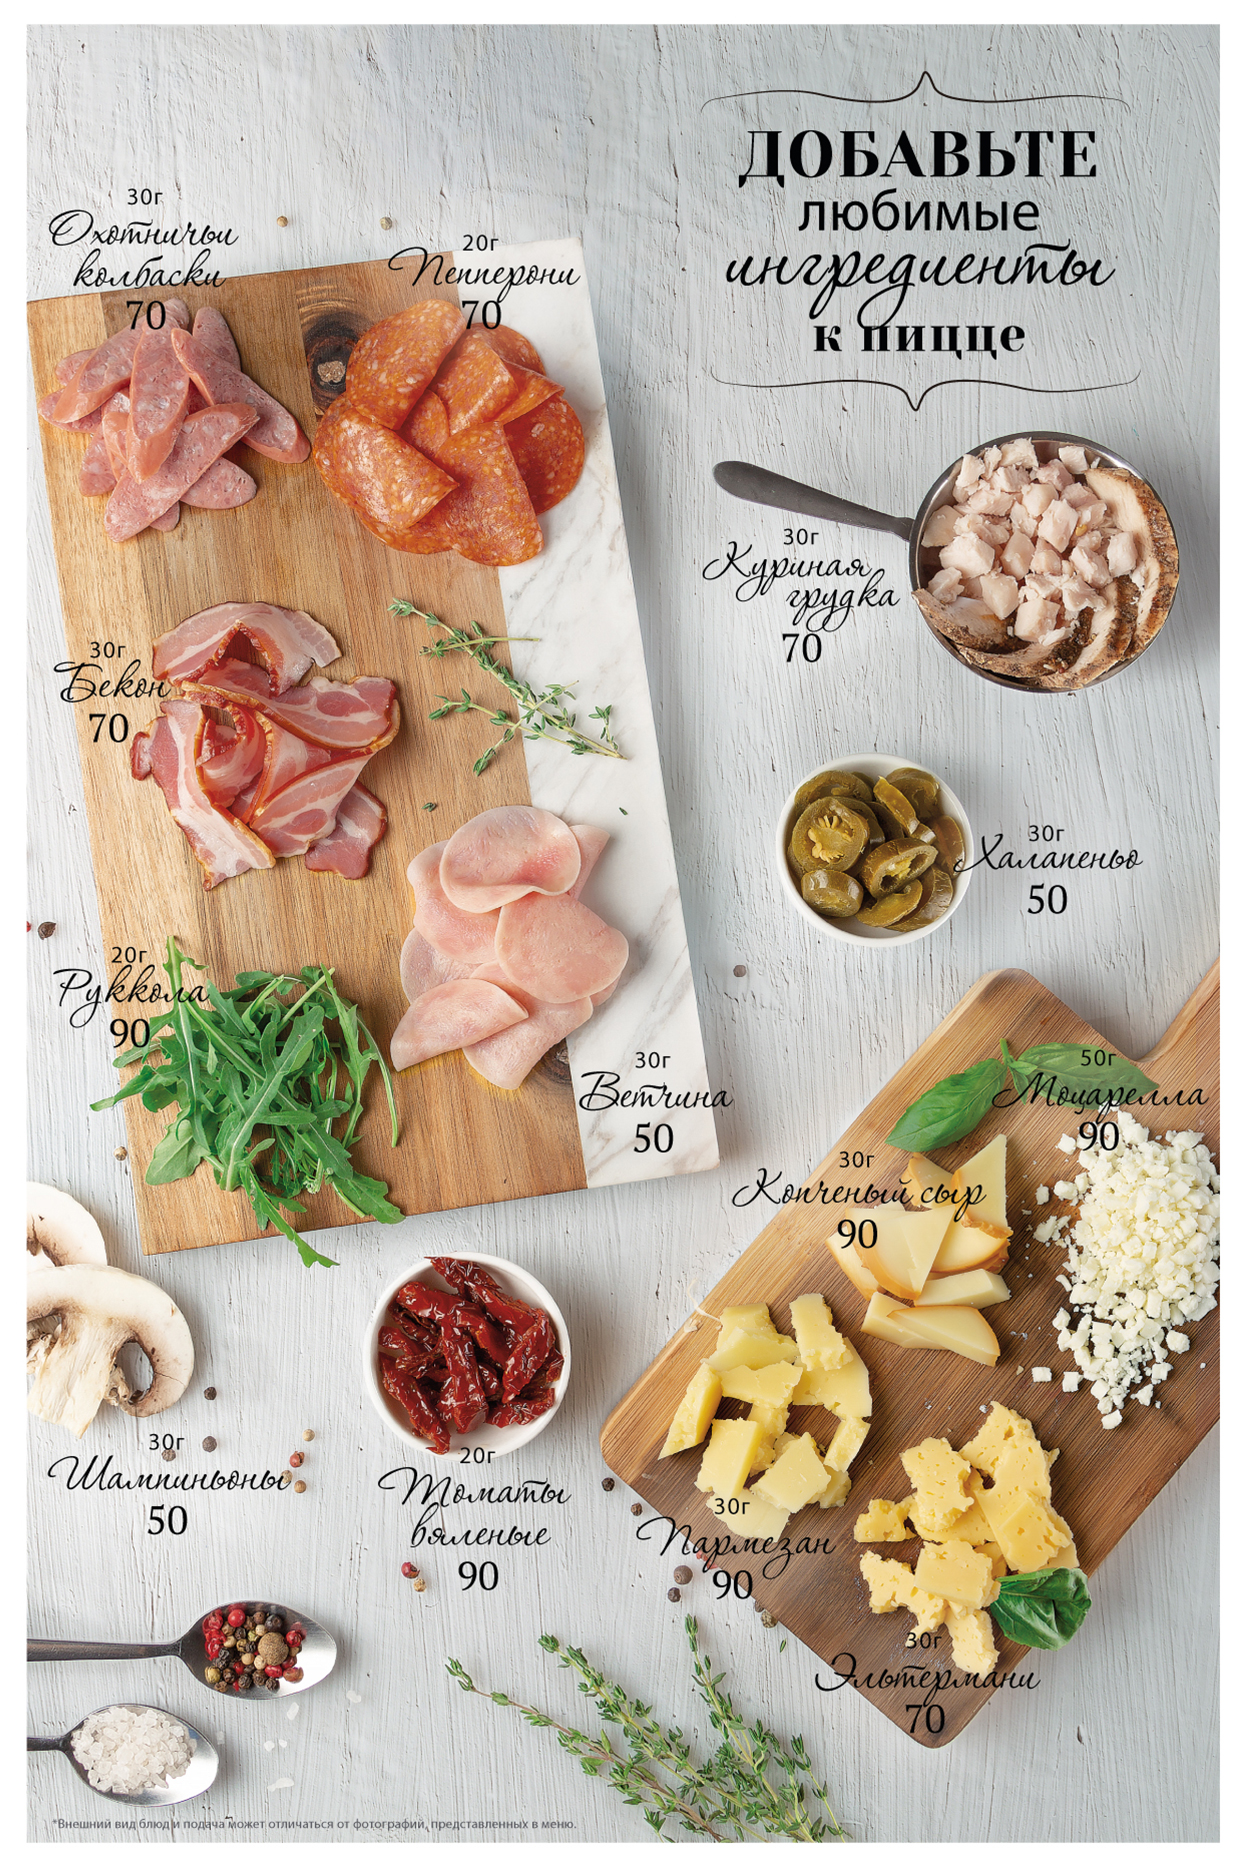 ДОБАВЬТЕ
любимые
ингредиенты
к пицце
30г
Охотничьи
колбаски
70
20г
Пепперони
70
30г
Куриная
грудка
70
30г
Бекон
70
30г
Халапеньо
50
20г
Руккола
90
30г
Ветчина
50
50г
Моцарелла
90
30г
Копченый сыр
90
30г
Шампиньоны
50
20г
Томаты
вяленые
90
30г
Пармезан
90
30г
Эльтермани
70
*Внешний вид блюд и подача может отличаться от фотографий, представленных в меню.